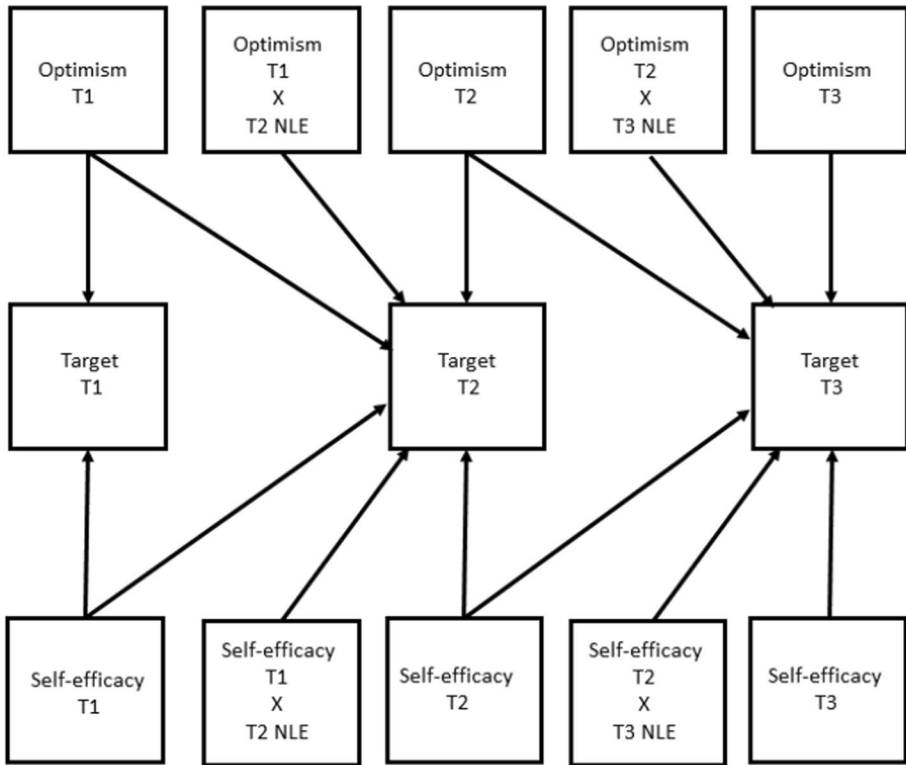 Optimism
T1
Optimism
T1
X
T2 NLE
Optimism
T2
Optimism
T2
X
T3 NLE
Optimism
T3
Target
T1
Target
T2
Target
T3
Self-efficacy
T1
Self-efficacy
T1
X
T2 NLE
Self-efficacy
T2
Self-efficacy
T2
X
T3 NLE
Self-efficacy
T3